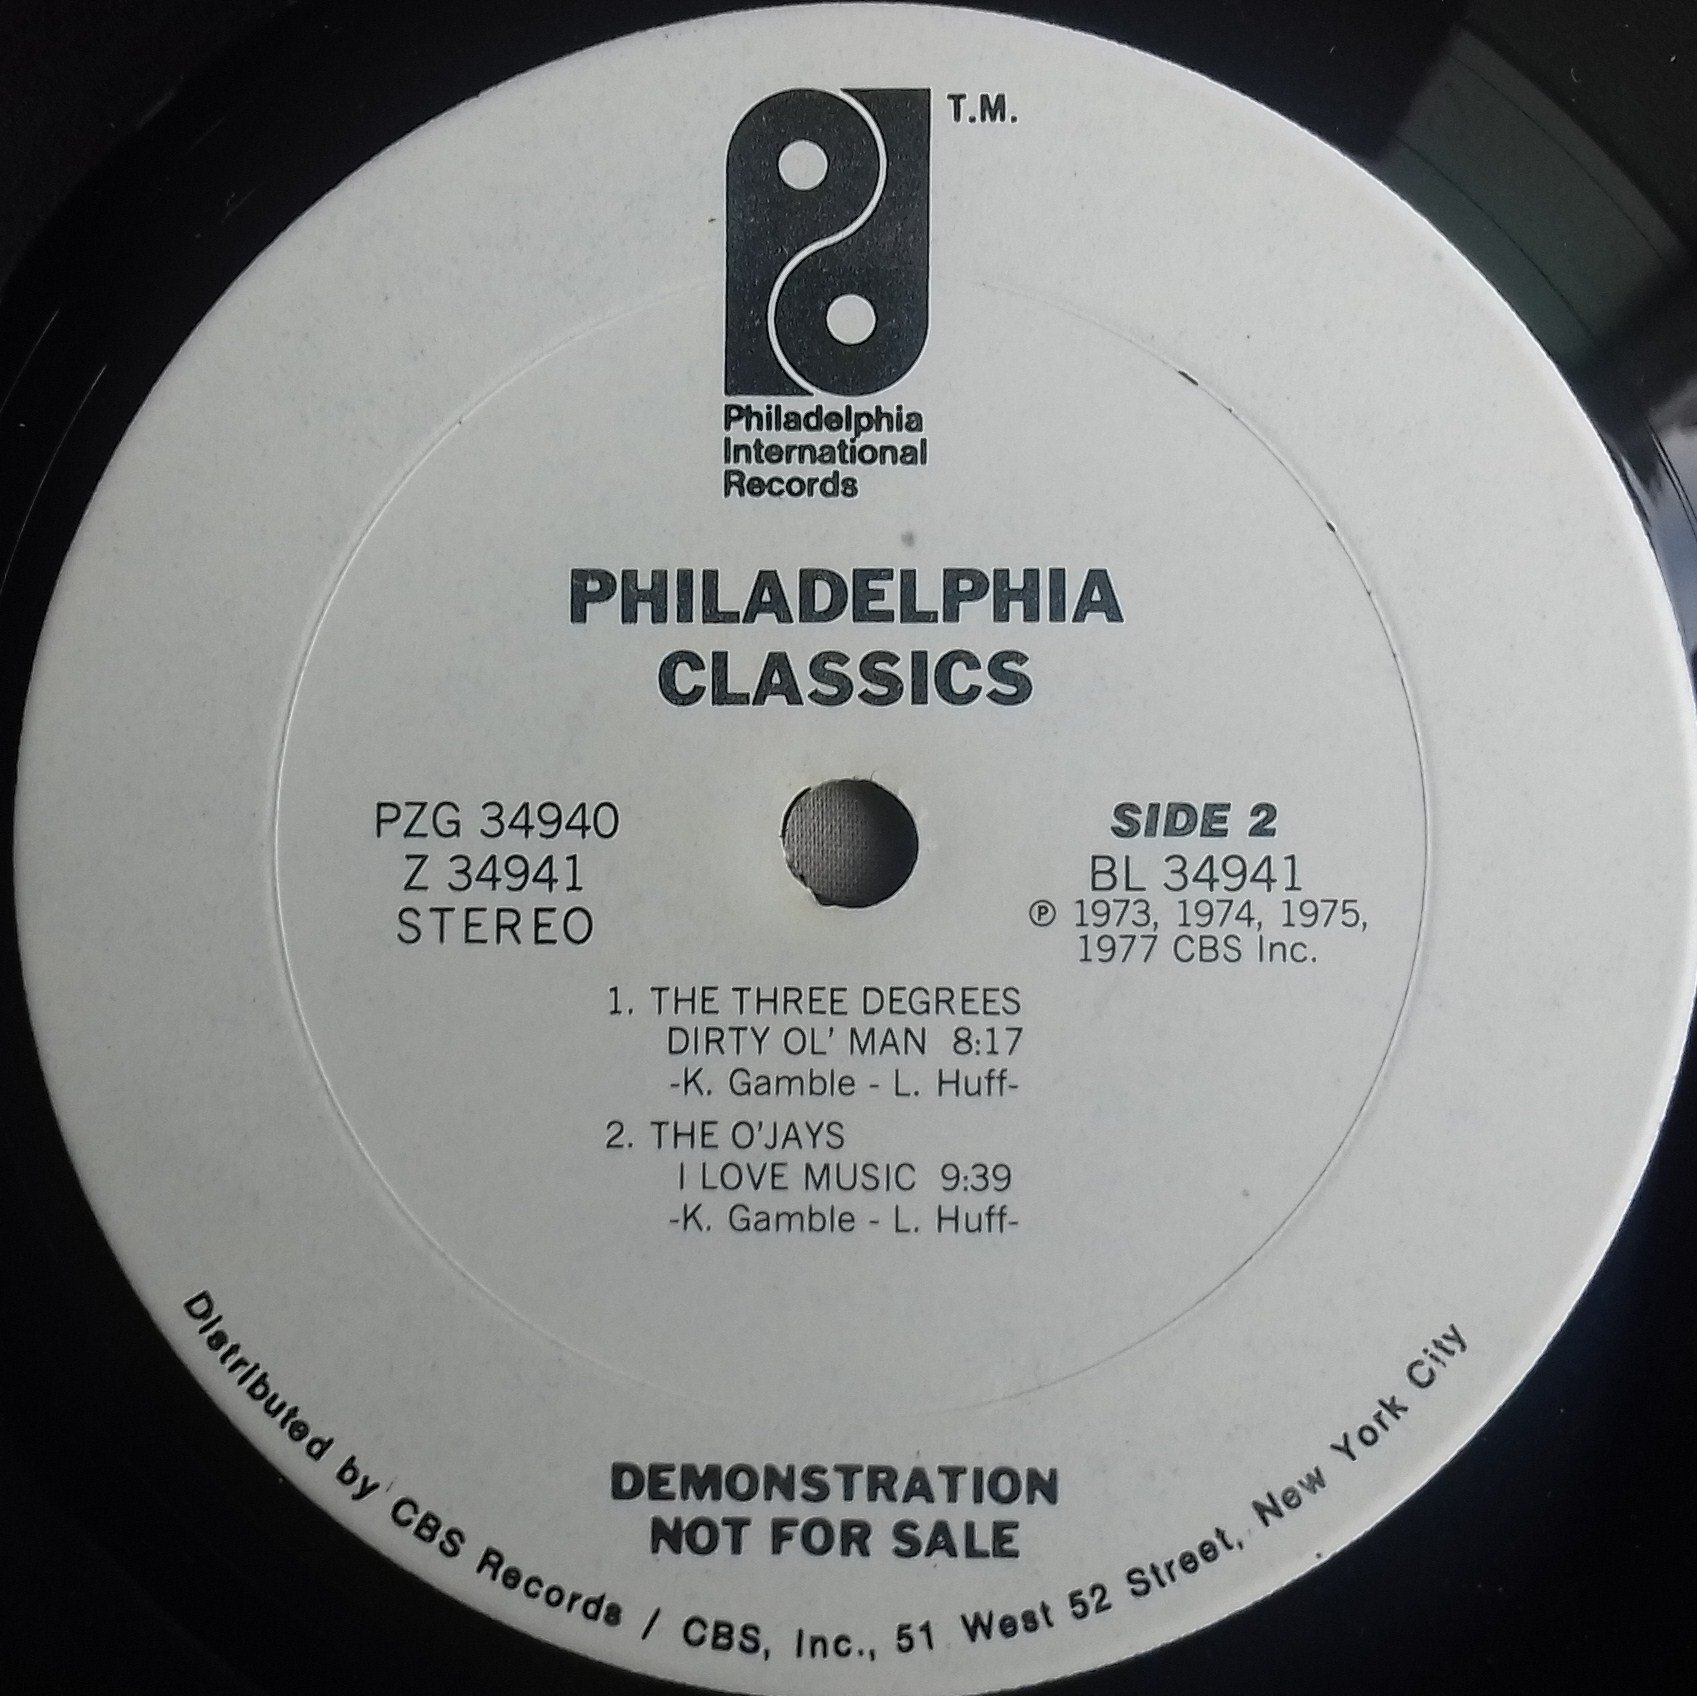 T.M.
Philadelphia
International
Records
PHILADELPHIA
CLASSICS
PZG 34940
Z 34941
STEREO
SIDE 2
BL 34941
℗ 1973, 1974, 1975,
1977 CBS Inc.
1. THE THREE DEGREES
DIRTY OL' MAN 8:17
-K. Gamble - L. Huff-
2. THE O'JAYS
I LOVE MUSIC 9:39
-K. Gamble - L. Huff-
DEMONSTRATION
NOT FOR SALE
Distributed by CBS Records / CBS, Inc., 51 West 52 Street, New York City